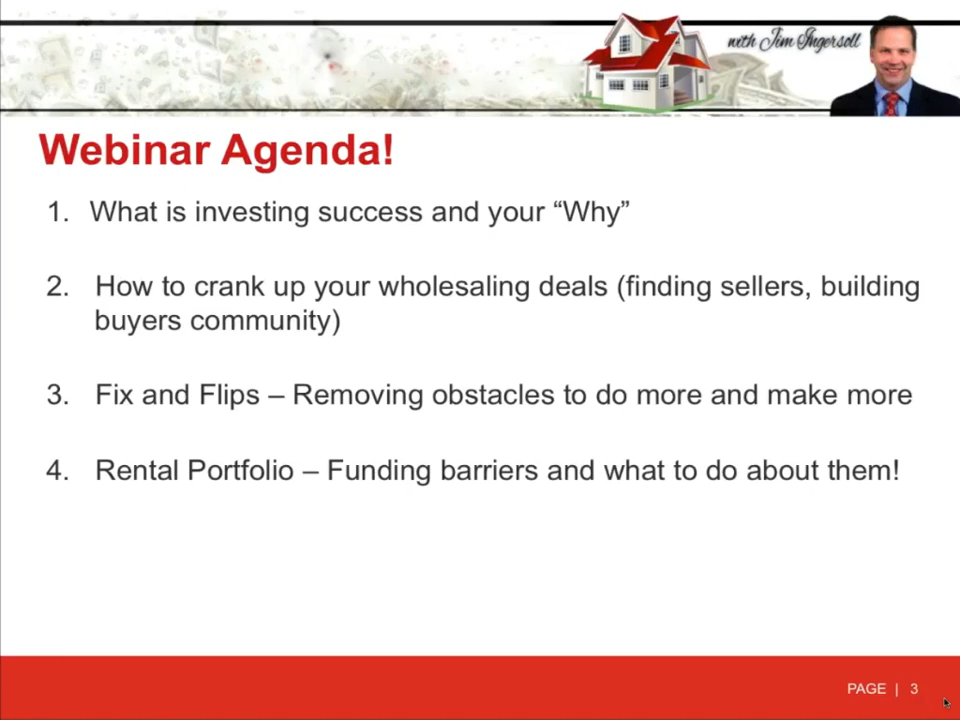 with Jim Ingersoll
Webinar Agenda!
1. What is investing success and your “Why”
2. How to crank up your wholesaling deals (finding sellers, building
buyers community)
3. Fix and Flips – Removing obstacles to do more and make more
4. Rental Portfolio – Funding barriers and what to do about them!
PAGE | 3